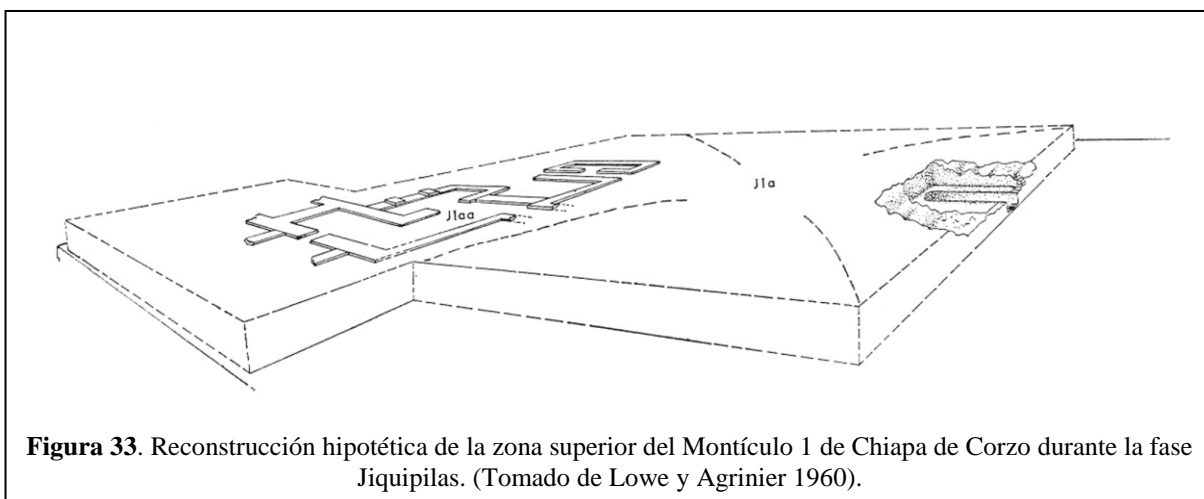 J1a
J1aa
Figura 33. Reconstrucción hipotética de la zona superior del Montículo 1 de Chiapa de Corzo durante la fase
Jiquipilas. (Tomado de Lowe y Agrinier 1960).